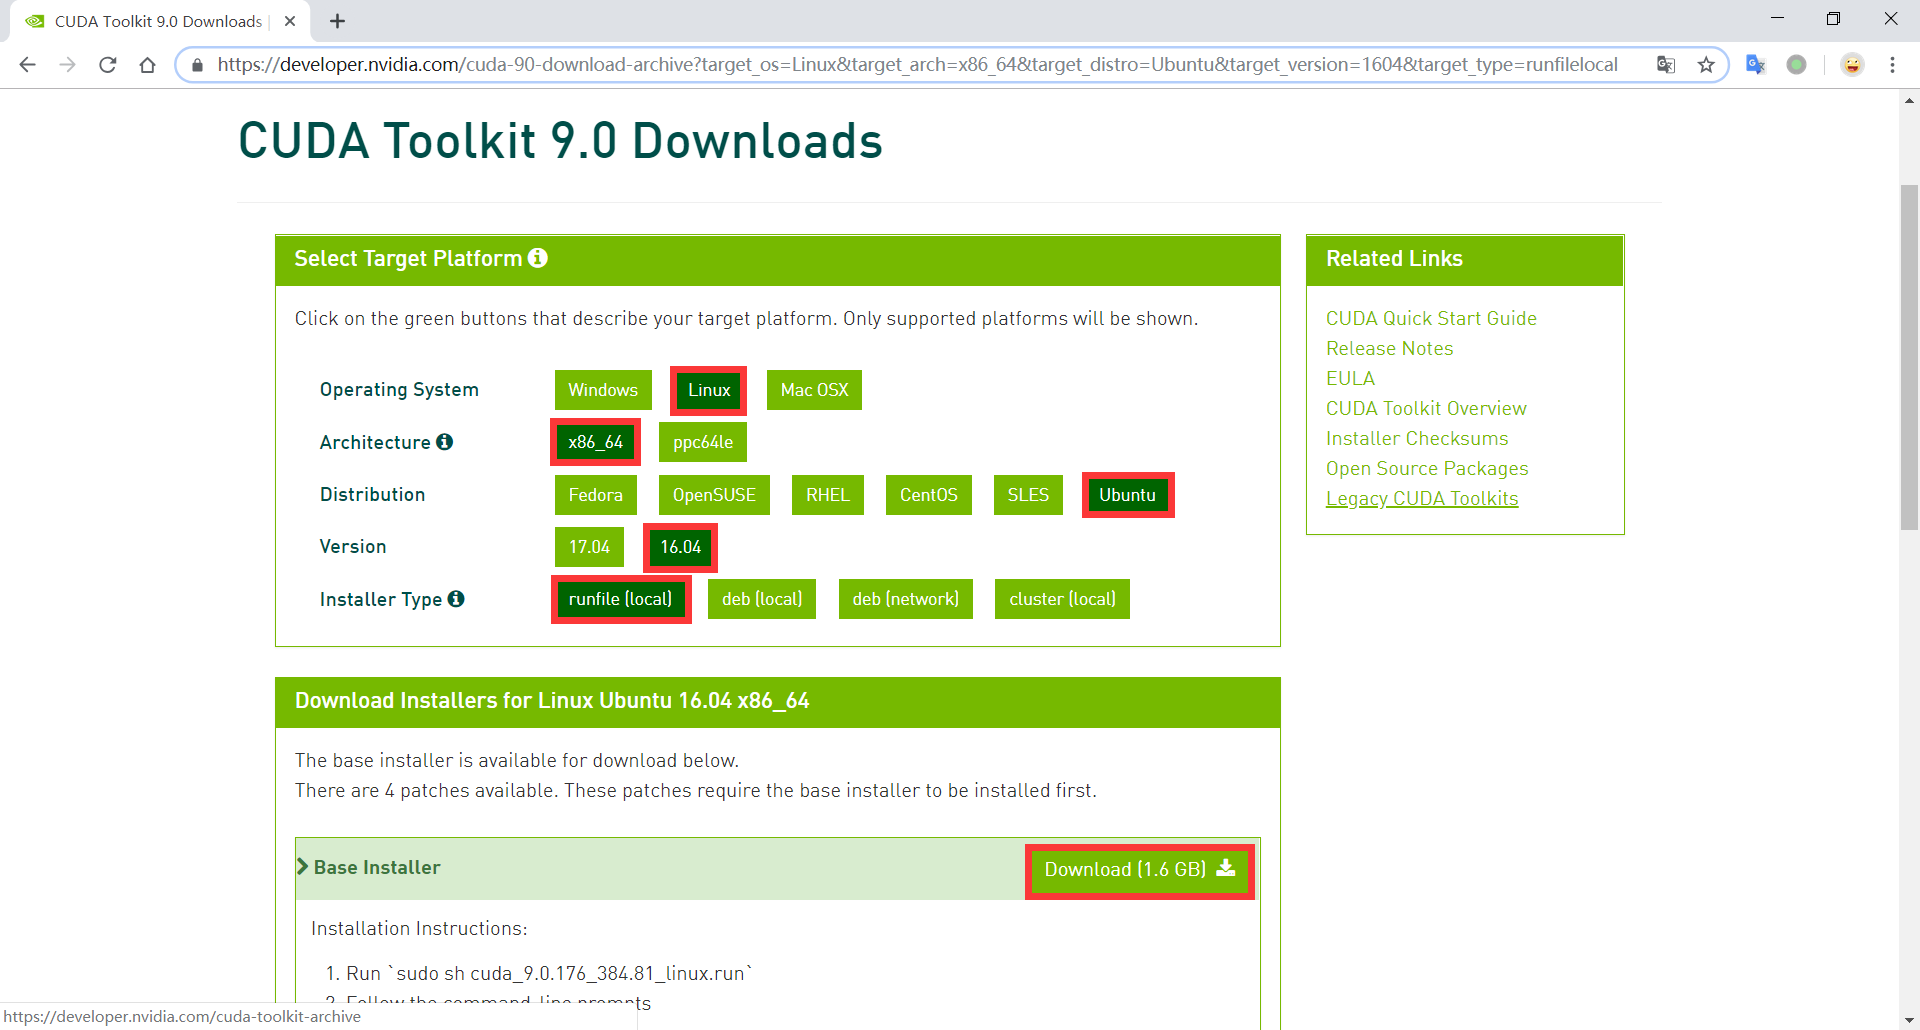 CUDA Toolkit 9.0 Downloads
https://developer.nvidia.com/cuda-90-download-archive?target_os=Linux&target_arch=x86_64&target_distro=Ubuntu&target_version=1604&target_type=runfilelocal
CUDA Toolkit 9.0 Downloads
Select Target Platform
Click on the green buttons that describe your target platform. Only supported platforms will be shown.
Operating System Windows Linux Mac OSX
Architecture x86_64 ppc64le
Distribution Fedora OpenSUSE RHEL CentOS SLES Ubuntu
Version 17.04 16.04
Installer Type runfile (local) deb (local) deb (network) cluster (local)
Related Links
CUDA Quick Start Guide
Release Notes
EULA
CUDA Toolkit Overview
Installer Checksums
Open Source Packages
Legacy CUDA Toolkits
Download Installers for Linux Ubuntu 16.04 x86_64
The base installer is available for download below.
There are 4 patches available. These patches require the base installer to be installed first.
Base Installer Download (1.6 GB)
Installation Instructions:
1. Run `sudo sh cuda_9.0.176_384.81_linux.run`
2. Follow the command-line prompts
https://developer.nvidia.com/cuda-toolkit-archive